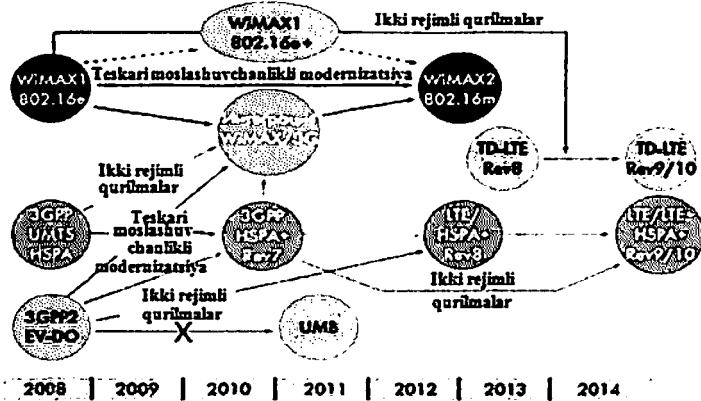 WiMAX1
802.16e+
Ikki rejimli qurilmalar
WiMAX1
802.16e
Teskari moslashuvchanlikli modernizatsiya
WiMAX2
802.16m
TD-LTE
Rev8
TD-LTE
Rev9/10
Ikki rejimli
qurilmalar
3GPP
UMTS
HSPA
Teskari
moslashuv-
chanlikli
modernizatriya
3GPP
HSPA+
Rev7
LTE/
HSPA+
Rev8
LTE/LTE+
HSPA+
Rev9/10
Ikki rejimli
qurilmalar
Ikki rejimli
qurilmalar
3GPP2
EV-DO
UMB
2008 | 2009 | 2010 | 2011 | 2012 | 2013 | 2014